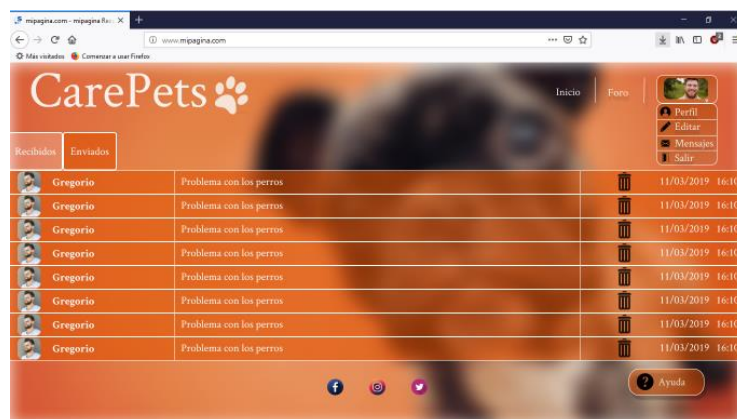 mipagina.com - mipagina Rec
www.mipagina.com
Más visitados Comenzar a usar Firefox
CarePets
Inicio Foro
Perfil
Editar
Mensajes
Salir
Recibidos Enviados
Gregorio Problema con los perros 11/03/2019 16:10
Gregorio Problema con los perros 11/03/2019 16:10
Gregorio Problema con los perros 11/03/2019 16:10
Gregorio Problema con los perros 11/03/2019 16:10
Gregorio Problema con los perros 11/03/2019 16:10
Gregorio Problema con los perros 11/03/2019 16:10
Gregorio Problema con los perros 11/03/2019 16:10
Gregorio Problema con los perros 11/03/2019 16:10
? Ayuda